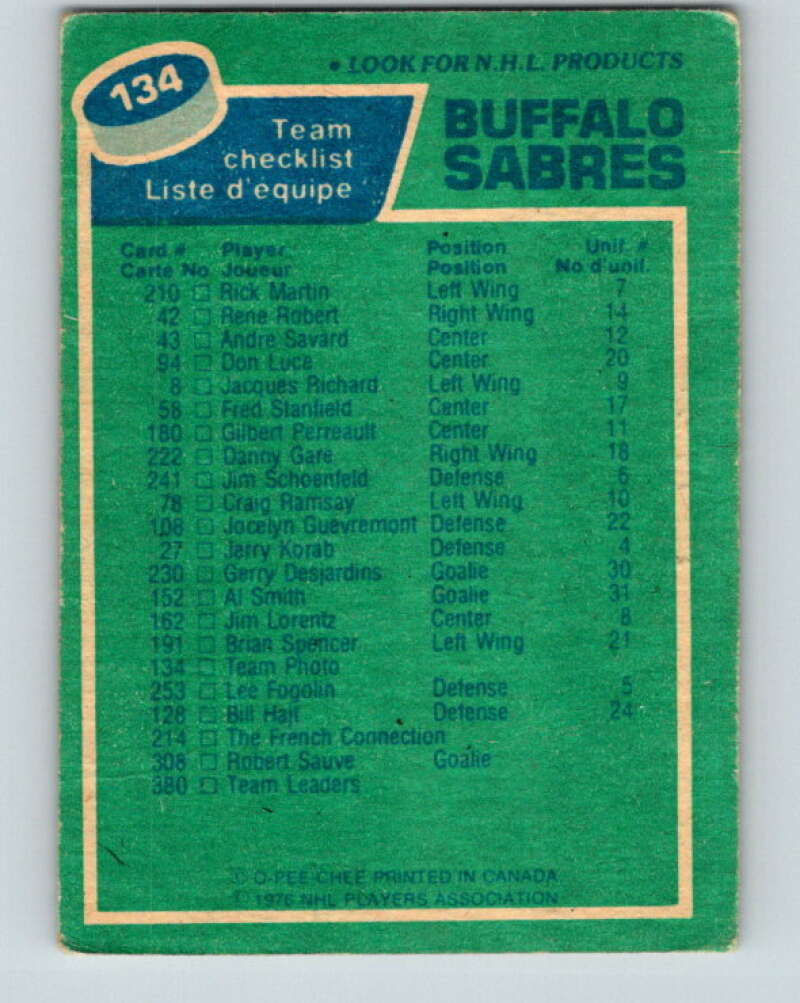 134
• LOOK FOR N.H.L. PRODUCTS
Team checklist
Liste d'équipe
BUFFALO SABRES
Card # Player Position Unif. #
Carte No Joueur Position No d'unif.
210 □ Rick Martin Left Wing 7
42 □ Rene Robert Right Wing 14
43 □ Andre Savard Center 12
94 □ Don Luce Center 20
8 □ Jacques Richard Left Wing 9
58 □ Fred Stanfield Center 17
180 □ Gilbert Perreault Center 11
222 □ Danny Gare Right Wing 18
241 □ Jim Schoenfeld Defense 6
78 □ Craig Ramsay Left Wing 10
108 □ Jocelyn Guevremont Defense 22
27 □ Jerry Korab Defense 4
230 □ Gerry Desjardins Goalie 30
152 □ Al Smith Goalie 31
162 □ Jim Lorentz Center 8
191 □ Brian Spencer Left Wing 21
134 □ Team Photo
253 □ Lee Fogolin Defense 5
128 □ Bill Hajt Defense 24
214 □ The French Connection
308 □ Robert Sauve Goalie
380 □ Team Leaders
© O-PEE-CHEE PRINTED IN CANADA
© 1976 NHL PLAYERS ASSOCIATION